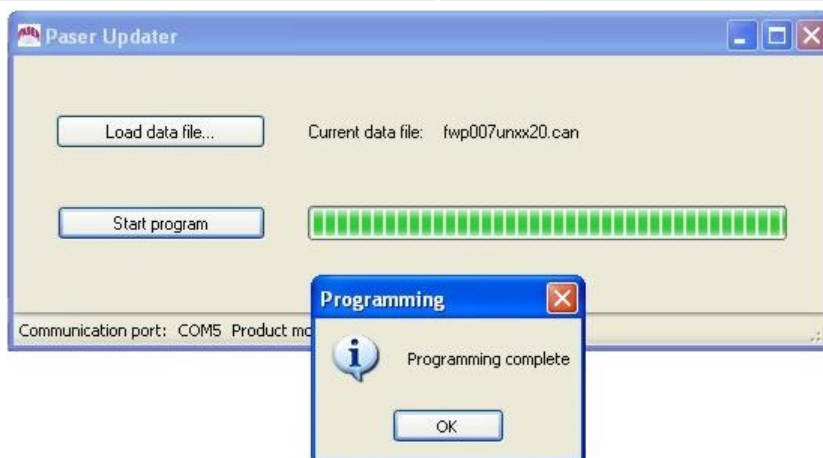 Paser Updater
Load data file...
Current data file: fwp007unxx20.can
Start program
Programming
Communication port: COM5 Product
Programming complete
OK